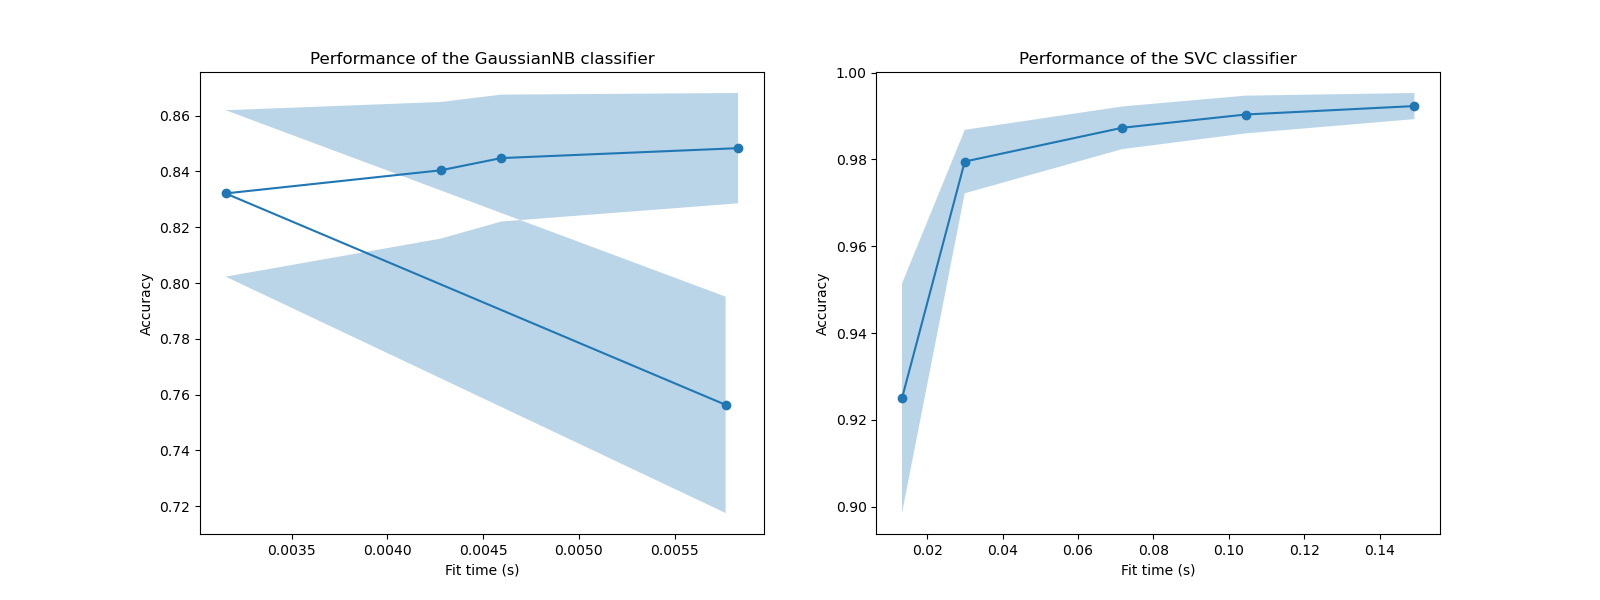 Performance of the GaussianNB classifier
0.86
0.84
0.82
0.80
0.78
0.76
0.74
0.72
Accuracy
0.0035 0.0040 0.0045 0.0050 0.0055
Fit time (s)
Performance of the SVC classifier
1.00
0.98
0.96
0.94
0.92
0.90
Accuracy
0.02 0.04 0.06 0.08 0.10 0.12 0.14
Fit time (s)